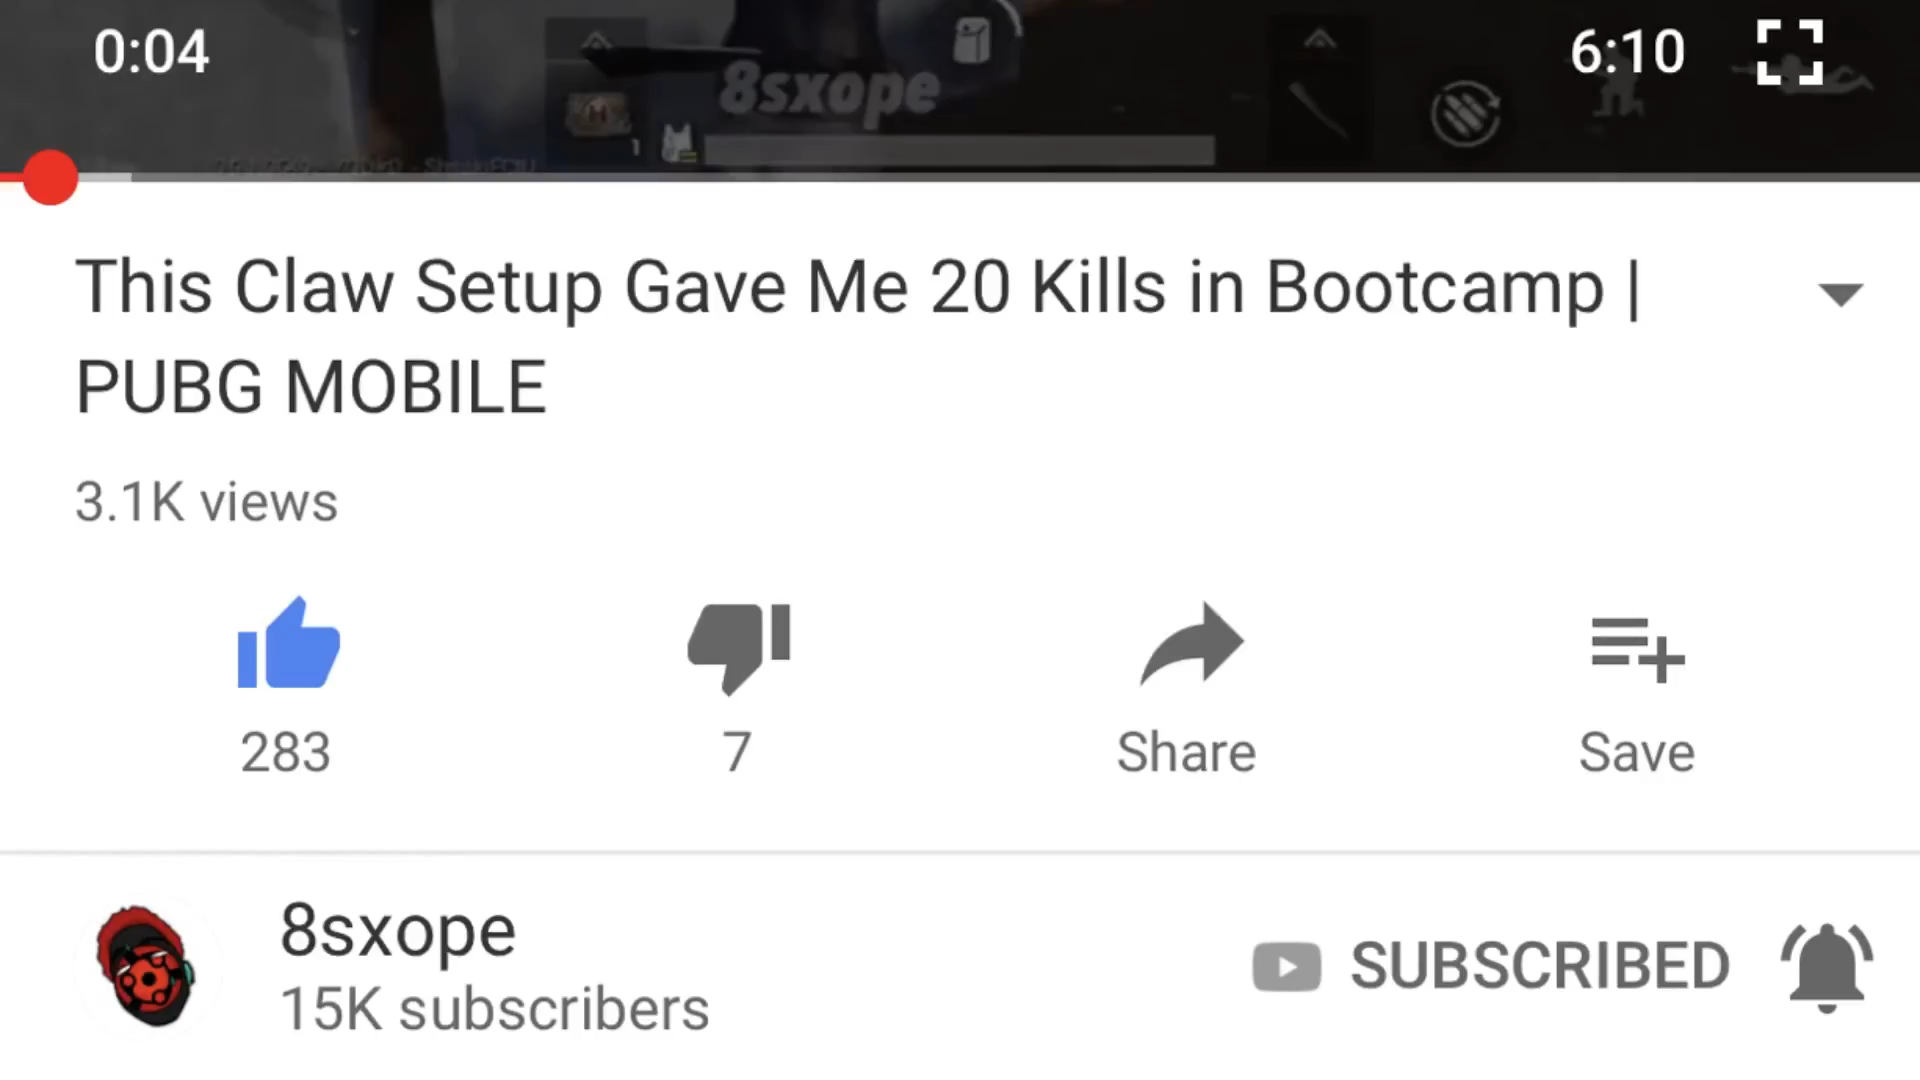 0:04
8sxope
6:10
This Claw Setup Gave Me 20 Kills in Bootcamp |
PUBG MOBILE
3.1K views
283
7
Share
Save
8sxope
SUBSCRIBED
15K subscribers